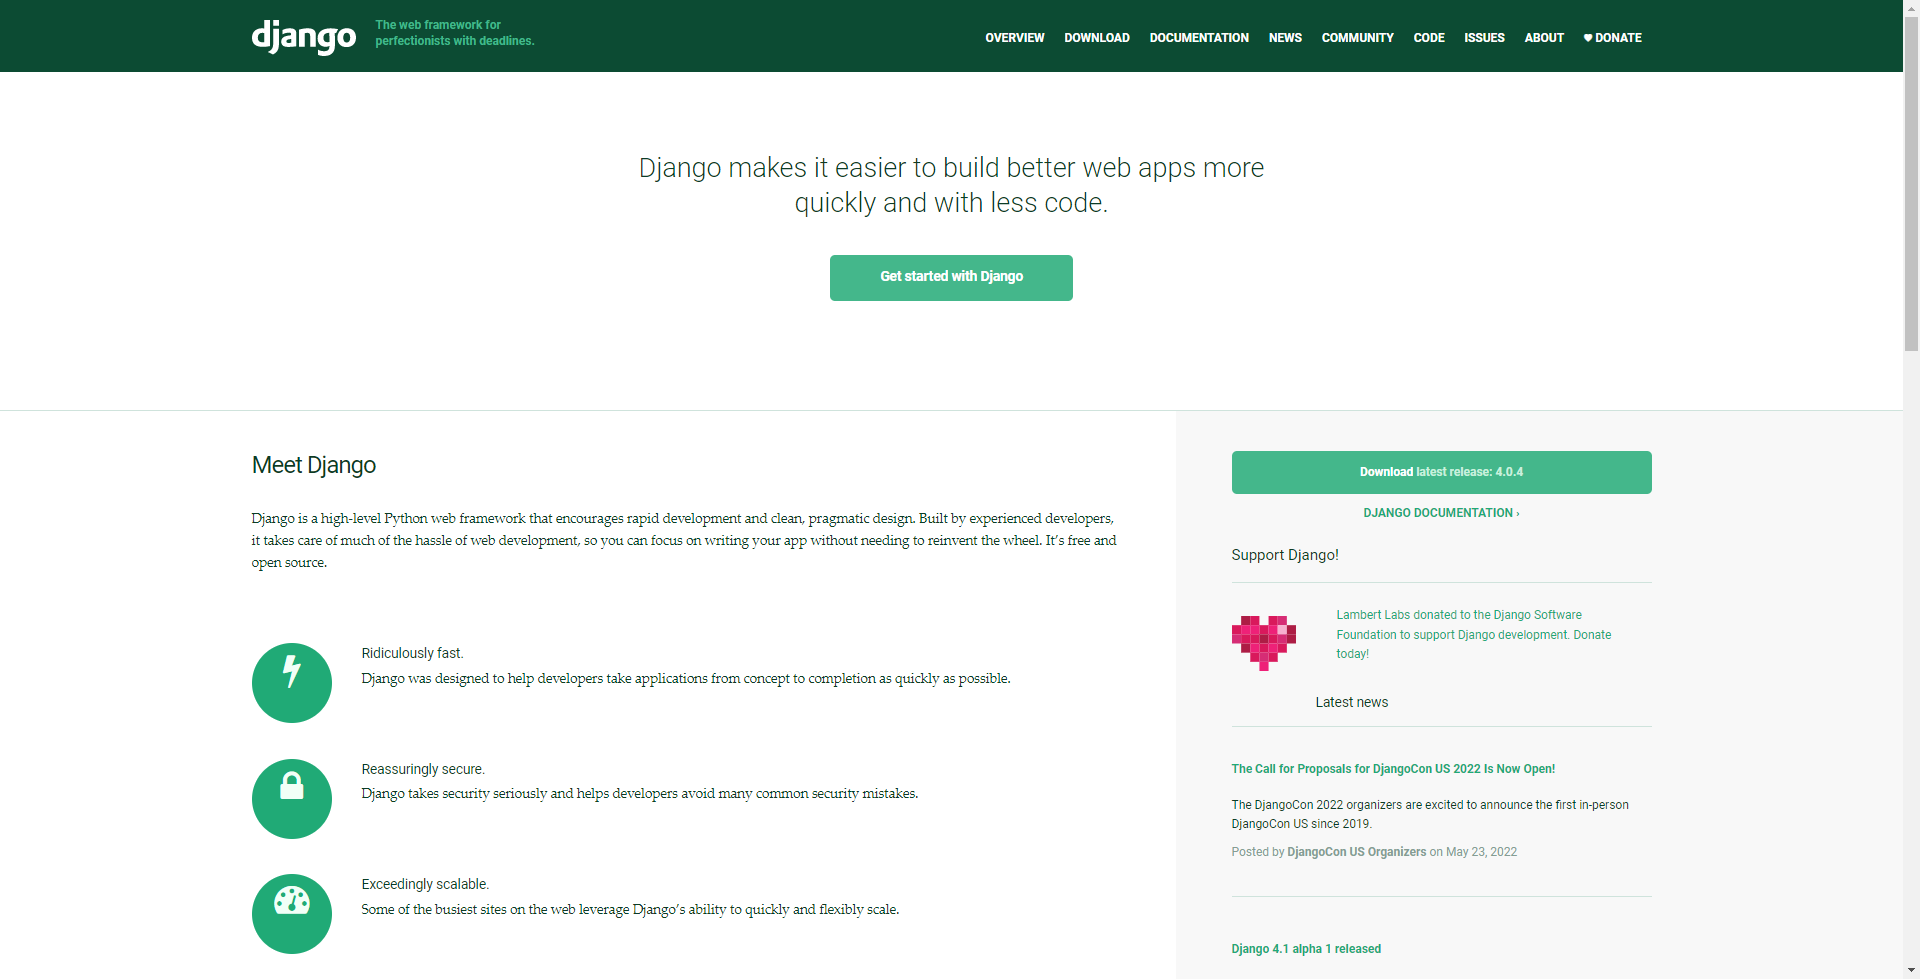 django
The web framework for
perfectionists with deadlines.
OVERVIEW DOWNLOAD DOCUMENTATION NEWS COMMUNITY CODE ISSUES ABOUT ♥ DONATE
Django makes it easier to build better web apps more
quickly and with less code.
Get started with Django
Meet Django
Django is a high-level Python web framework that encourages rapid development and clean, pragmatic design. Built by experienced developers,
it takes care of much of the hassle of web development, so you can focus on writing your app without needing to reinvent the wheel. It’s free and
open source.
Ridiculously fast.
Django was designed to help developers take applications from concept to completion as quickly as possible.
Reassuringly secure.
Django takes security seriously and helps developers avoid many common security mistakes.
Exceedingly scalable.
Some of the busiest sites on the web leverage Django’s ability to quickly and flexibly scale.
Download latest release: 4.0.4
DJANGO DOCUMENTATION ›
Support Django!
Lambert Labs donated to the Django Software
Foundation to support Django development. Donate
today!
Latest news
The Call for Proposals for DjangoCon US 2022 Is Now Open!
The DjangoCon 2022 organizers are excited to announce the first in-person
DjangoCon US since 2019.
Posted by DjangoCon US Organizers on May 23, 2022
Django 4.1 alpha 1 released